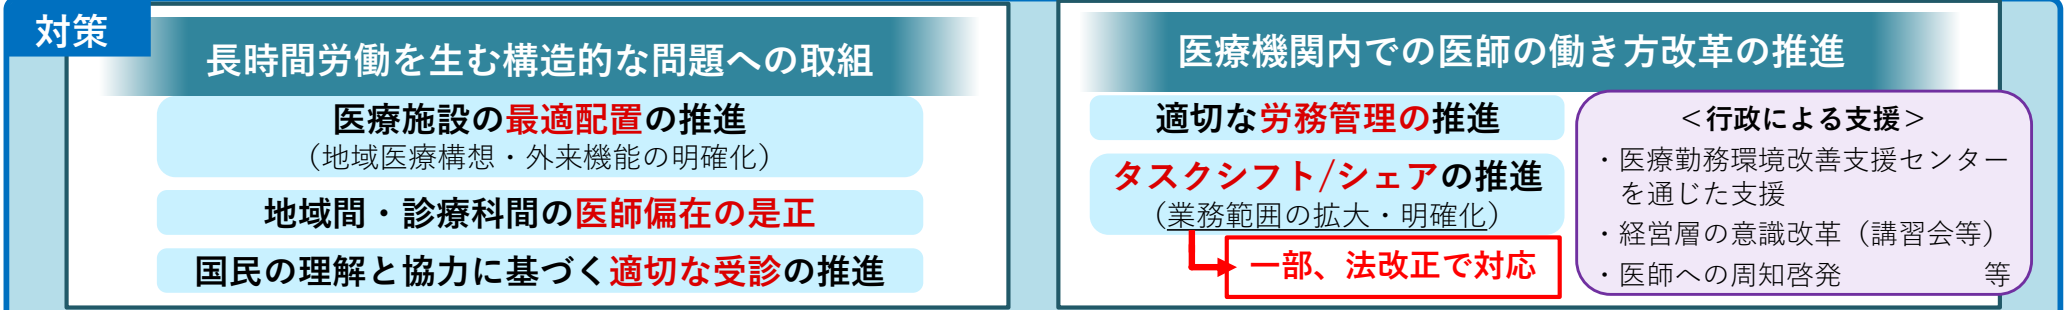 対策
長時間労働を生む構造的な問題への取組
医療施設の最適配置の推進
（地域医療構想・外来機能の明確化）
地域間・診療科間の医師偏在の是正
国民の理解と協力に基づく適切な受診の推進
医療機関内での医師の働き方改革の推進
適切な労務管理の推進
タスクシフト/シェアの推進
（業務範囲の拡大・明確化）
一部、法改正で対応
＜行政による支援＞
・医療勤務環境改善支援センター
を通じた支援
・経営層の意識改革（講習会等）
・医師への周知啓発 等